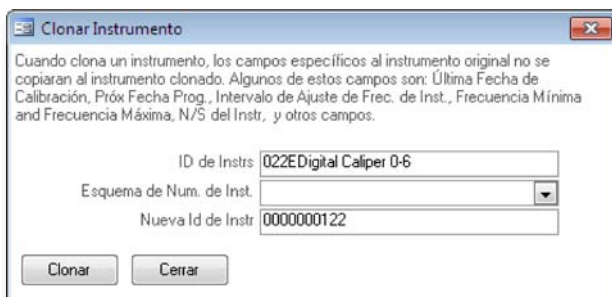 Clonar Instrumento
Cuando clona un instrumento, los campos específicos al instrumento original no se
copiaran al instrumento clonado. Algunos de estos campos son: Última Fecha de
Calibración, Próx Fecha Prog., Intervalo de Ajuste de Frec. de Inst., Frecuencia Mínima
and Frecuencia Máxima, N/S del Instr, y otros campos.
ID de Instrs 022EDigital Caliper 0-6
Esquema de Num. de Inst.
Nueva Id de Instr 0000000122
Clonar Cerrar